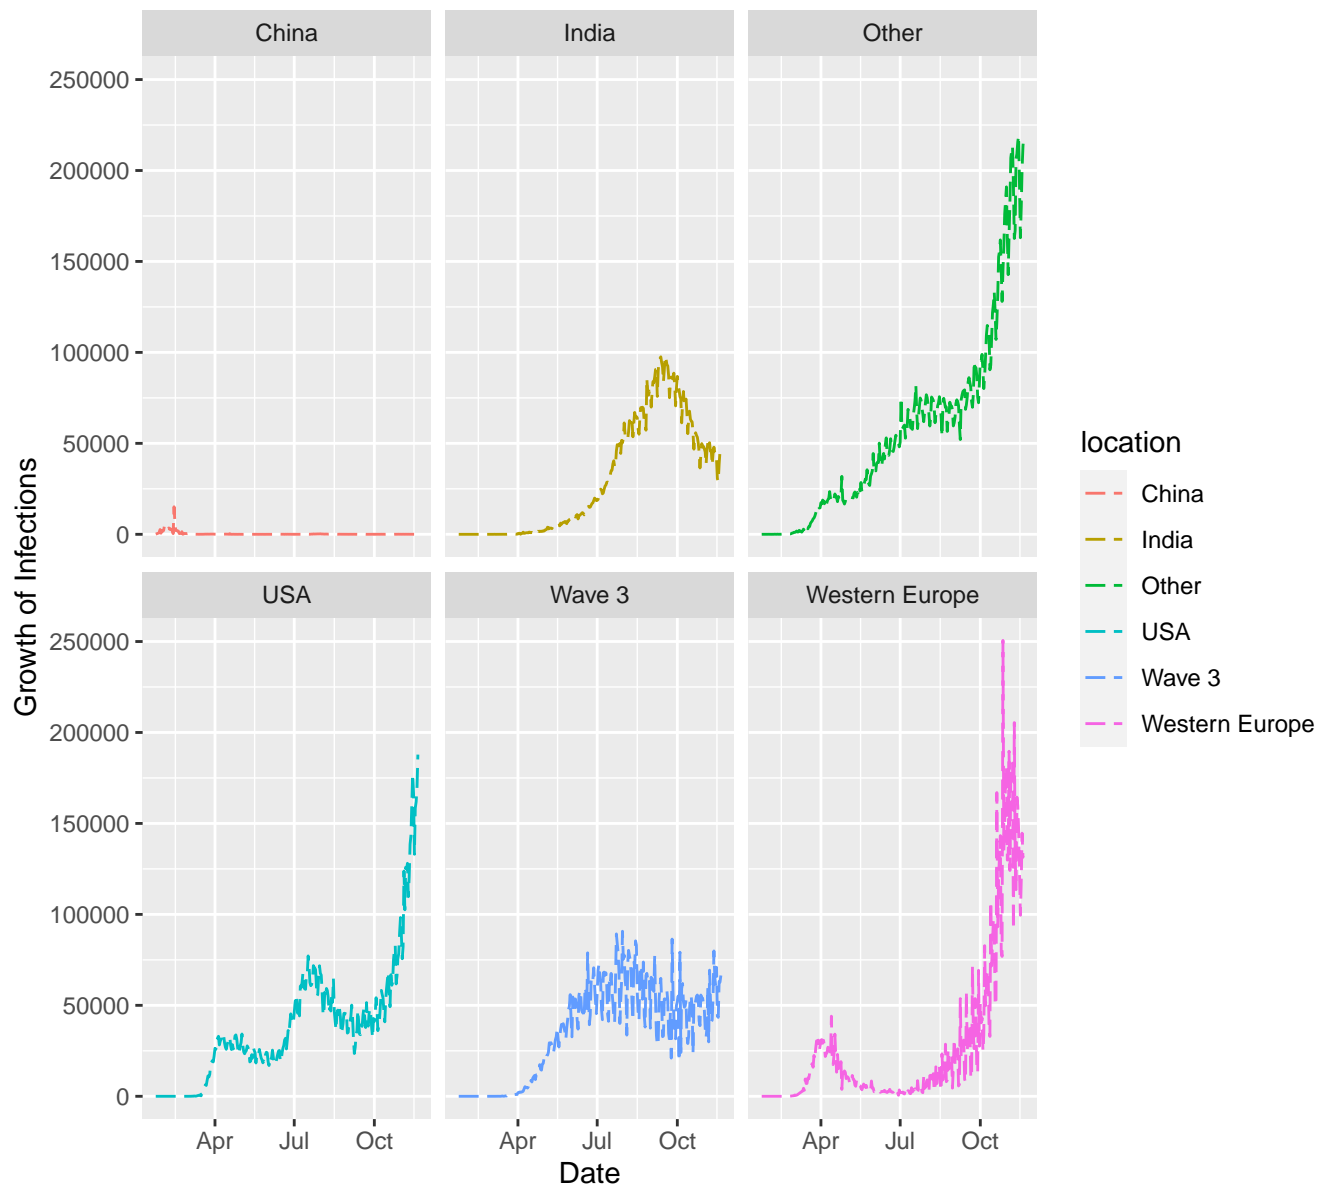 China India Other
250000
200000
150000
100000
50000
0
USA Wave 3 Western Europe
250000
200000
150000
100000
50000
0
Apr Jul Oct Apr Jul Oct Apr Jul Oct
Date
Growth of Infections
location
China
India
Other
USA
Wave 3
Western Europe